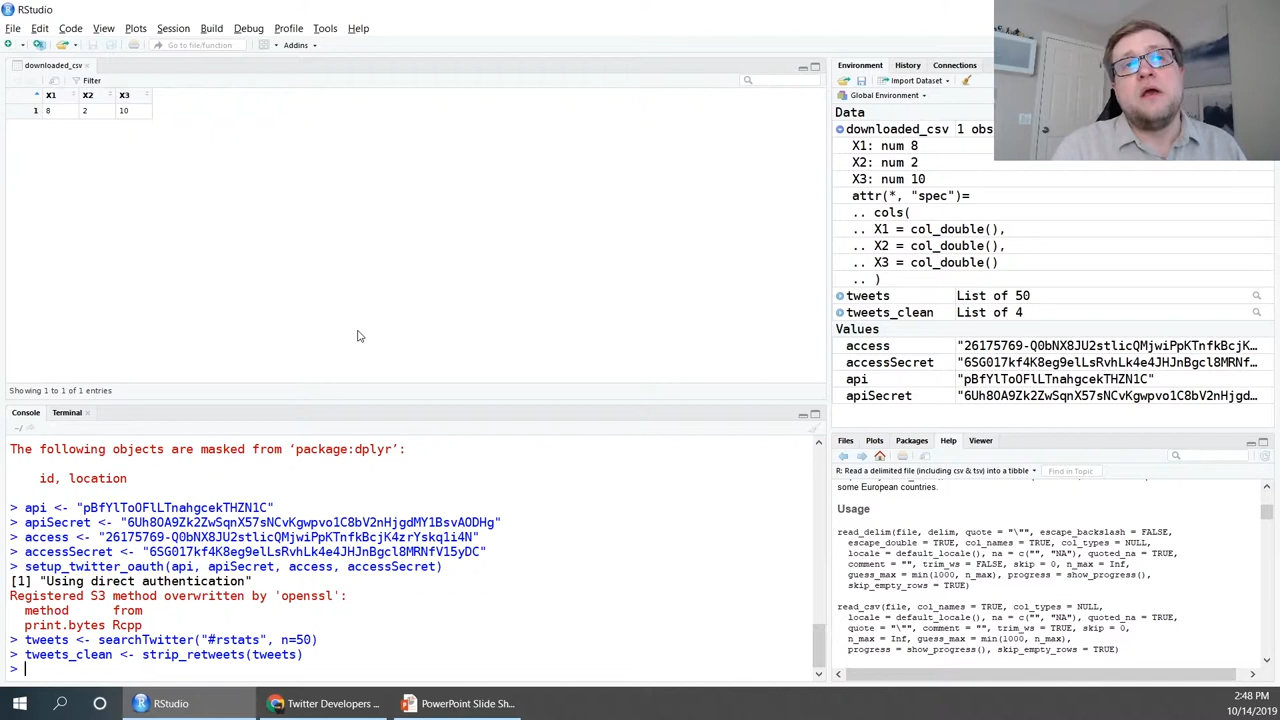 RStudio
File Edit Code View Plots Session Build Debug Profile Tools Help
Go to file/function Addins
downloaded_csv
Filter
X1 X2 X3
1 8 2 10
Showing 1 to 1 of 1 entries
Console Terminal
~/
The following objects are masked from ‘package:dplyr’:
id, location
> api <- "pBfYlToOFlLTnahgcekTHZN1C"
> apiSecret <- "6Uh8OA9Zk2ZwSqnX57sNCvKgwpvo1C8bV2nHjgdMY1BsvAODHg"
> access <- "26175769-Q0bNX8JU2stlicQMjwiPpKTnfkBcjK4zrYskq1i4N"
> accessSecret <- "6SG017kf4K8eg9elLsRvhLk4e4JHJnBgcl8MRNfV15yDC"
> setup_twitter_oauth(api, apiSecret, access, accessSecret)
[1] "Using direct authentication"
Registered S3 method overwritten by 'openssl':
method from
print.bytes Rcpp
> tweets <- searchTwitter("#rstats", n=50)
> tweets_clean <- strip_retweets(tweets)
>
Environment History Connections
Import Dataset
Global Environment
Data
downloaded_csv 1 obs
X1: num 8
X2: num 2
X3: num 10
attr(*, "spec")=
.. cols(
.. X1 = col_double(),
.. X2 = col_double(),
.. X3 = col_double()
.. )
tweets List of 50
tweets_clean List of 4
Values
access "26175769-Q0bNX8JU2stlicQMjwiPpKTnfkBcjK…
accessSecret "6SG017kf4K8eg9elLsRvhLk4e4JHJnBgcl8MRNf…
api "pBfYlToOFlLTnahgcekTHZN1C"
apiSecret "6Uh8OA9Zk2ZwSqnX57sNCvKgwpvo1C8bV2nHjgd…
Files Plots Packages Help Viewer
R: Read a delimited file (including csv & tsv) into a tibble Find in Topic
some European countries.
Usage
read_delim(file, delim, quote = "\"", escape_backslash = FALSE,
escape_double = TRUE, col_names = TRUE, col_types = NULL,
locale = default_locale(), na = c("", "NA"), quoted_na = TRUE,
comment = "", trim_ws = FALSE, skip = 0, n_max = Inf,
guess_max = min(1000, n_max), progress = show_progress(),
skip_empty_rows = TRUE)
read_csv(file, col_names = TRUE, col_types = NULL,
locale = default_locale(), na = c("", "NA"), quoted_na = TRUE,
quote = "\"", comment = "", trim_ws = TRUE, skip = 0,
n_max = Inf, guess_max = min(1000, n_max),
progress = show_progress(), skip_empty_rows = TRUE)
RStudio
Twitter Developers ...
PowerPoint Slide Sh...
2:48 PM
10/14/2019